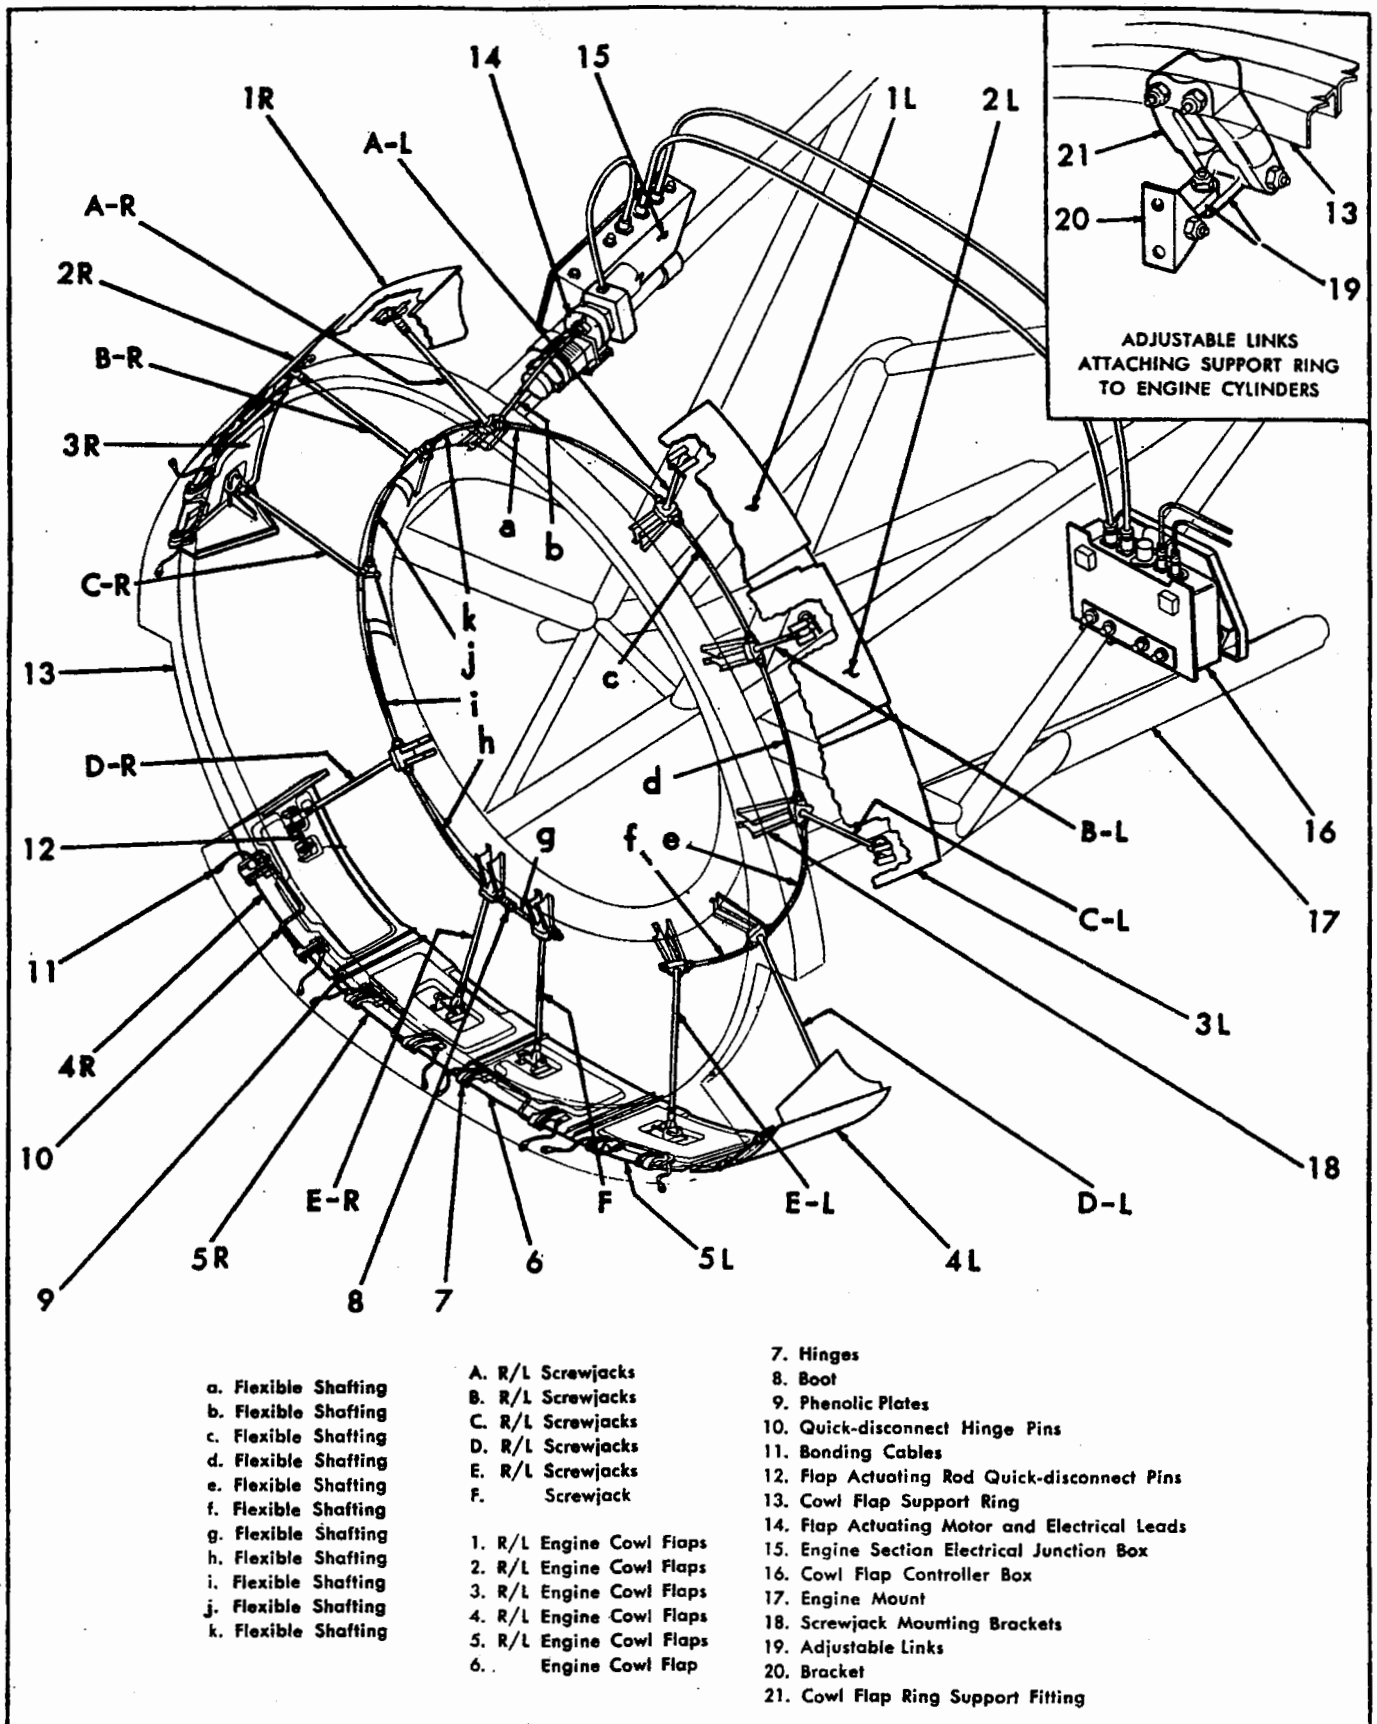 14
15
1R
A-L
1L
2L
A-R
2R
B-R
3R
21
20
13
19
ADJUSTABLE LINKS
ATTACHING SUPPORT RING
TO ENGINE CYLINDERS
a
b
C-R
k
j
i
h
c
13
D-R
d
12
g
f
e
B-L
16
11
C-L
17
4R
3L
10
E-R
F
E-L
D-L
18
5R
6
5L
4L
9
8
7
a. Flexible Shafting
b. Flexible Shafting
c. Flexible Shafting
d. Flexible Shafting
e. Flexible Shafting
f. Flexible Shafting
g. Flexible Shafting
h. Flexible Shafting
i. Flexible Shafting
j. Flexible Shafting
k. Flexible Shafting
A. R/L Screwjacks
B. R/L Screwjacks
C. R/L Screwjacks
D. R/L Screwjacks
E. R/L Screwjacks
F. Screwjack
1. R/L Engine Cowl Flaps
2. R/L Engine Cowl Flaps
3. R/L Engine Cowl Flaps
4. R/L Engine Cowl Flaps
5. R/L Engine Cowl Flaps
6. Engine Cowl Flap
7. Hinges
8. Boot
9. Phenolic Plates
10. Quick-disconnect Hinge Pins
11. Bonding Cables
12. Flap Actuating Rod Quick-disconnect Pins
13. Cowl Flap Support Ring
14. Flap Actuating Motor and Electrical Leads
15. Engine Section Electrical Junction Box
16. Cowl Flap Controller Box
17. Engine Mount
18. Screwjack Mounting Brackets
19. Adjustable Links
20. Bracket
21. Cowl Flap Ring Support Fitting